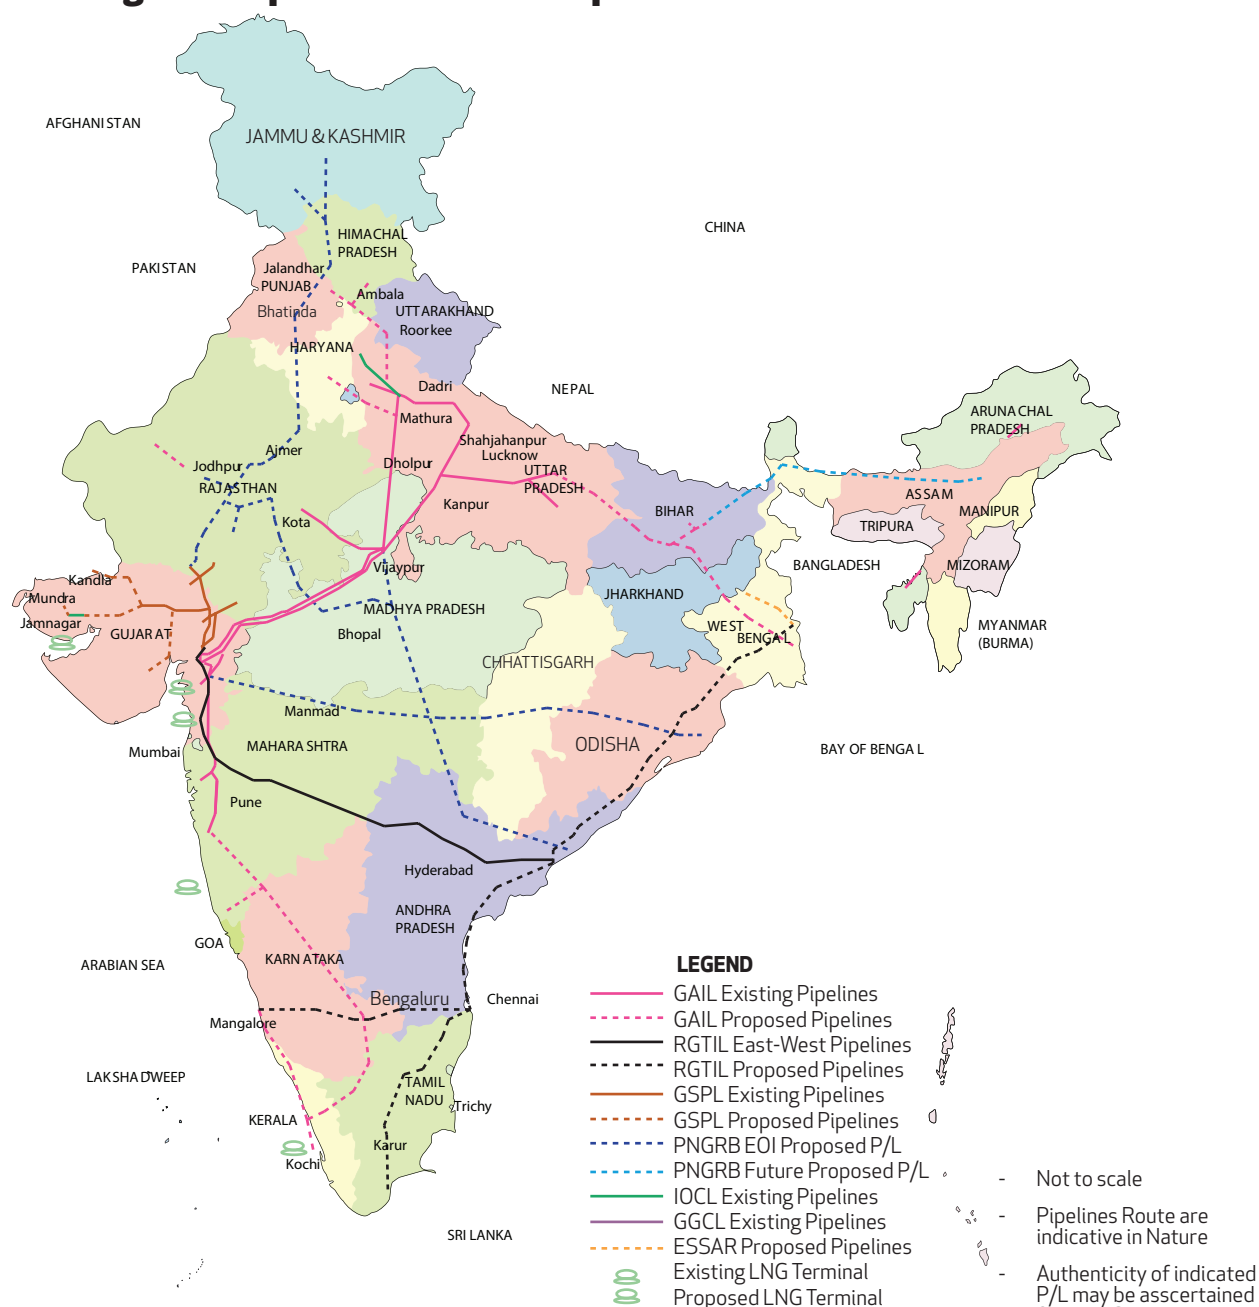 AFGHANISTAN
JAMMU & KASHMIR
CHINA
HIMACHAL
PRADESH
PAKISTAN
Jalandhar
PUNJAB
Ambala
Bhatinda
UTTARAKHAND
Roorkee
HARYANA
Dadri
NEPAL
Mathura
ARUNACHAL
PRADESH
Shahjahanpur
Lucknow
Ajmer
Dholpur
Jodhpur
UTTAR
PRADESH
RAJASTHAN
Kanpur
ASSAM
BIHAR
MANIPUR
Kota
TRIPURA
Vijaypur
BANGLADESH
MIZORAM
Kandla
Mundra
JHARKHAND
MADHYA PRADESH
Jamnagar
GUJARAT
Bhopal
WEST
BENGAL
MYANMAR
(BURMA)
CHHATTISGARH
Manmad
MAHARASHTRA
ODISHA
Mumbai
BAY OF BENGAL
Pune
Hyderabad
ANDHRA
PRADESH
GOA
KARNATAKA
ARABIAN SEA
Bengaluru
Chennai
Mangalore
LAKSHADWEEP
TAMIL
NADU
Trichy
KERALA
Karur
Kochi
SRI LANKA
LEGEND
GAIL Existing Pipelines
GAIL Proposed Pipelines
RGTIL East-West Pipelines
RGTIL Proposed Pipelines
GSPL Existing Pipelines
GSPL Proposed Pipelines
PNGRB EOI Proposed P/L
PNGRB Future Proposed P/L
IOCL Existing Pipelines
GGCL Existing Pipelines
ESSAR Proposed Pipelines
Existing LNG Terminal
Proposed LNG Terminal
- Not to scale
- Pipelines Route are
indicative in Nature
- Authenticity of indicated
P/L may be asscertained